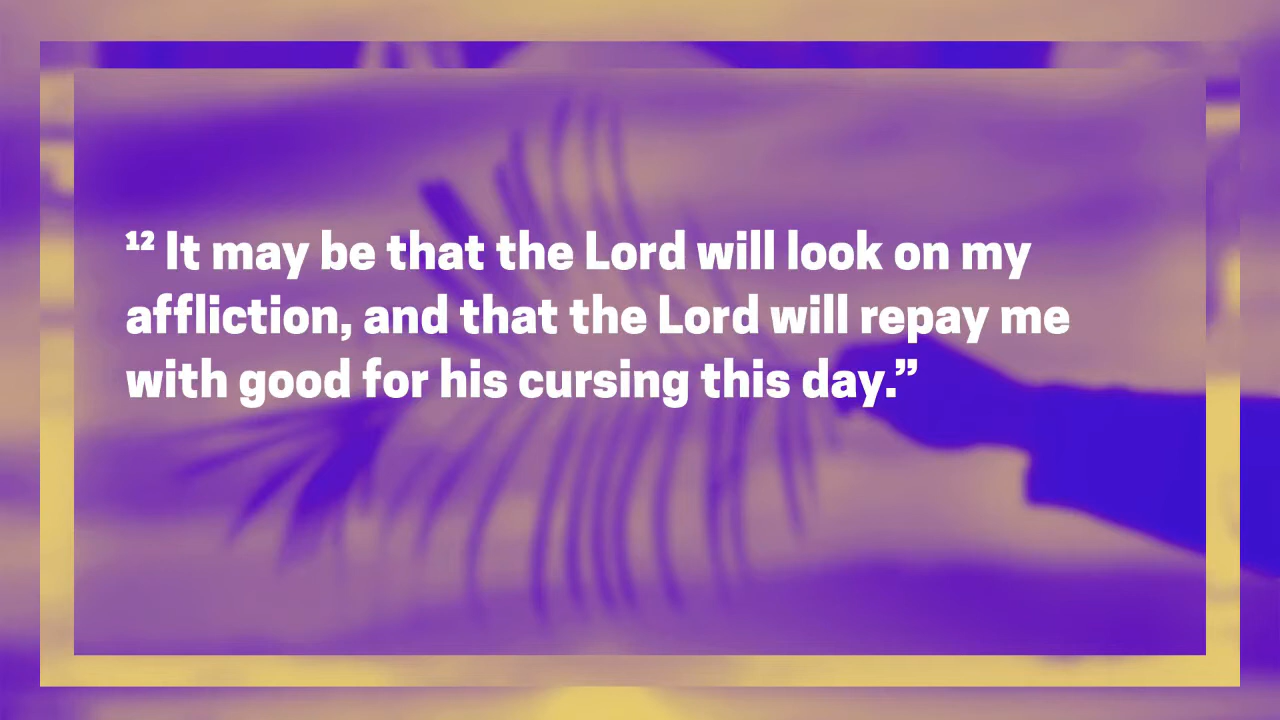 ¹² It may be that the Lord will look on my
affliction, and that the Lord will repay me
with good for his cursing this day.”